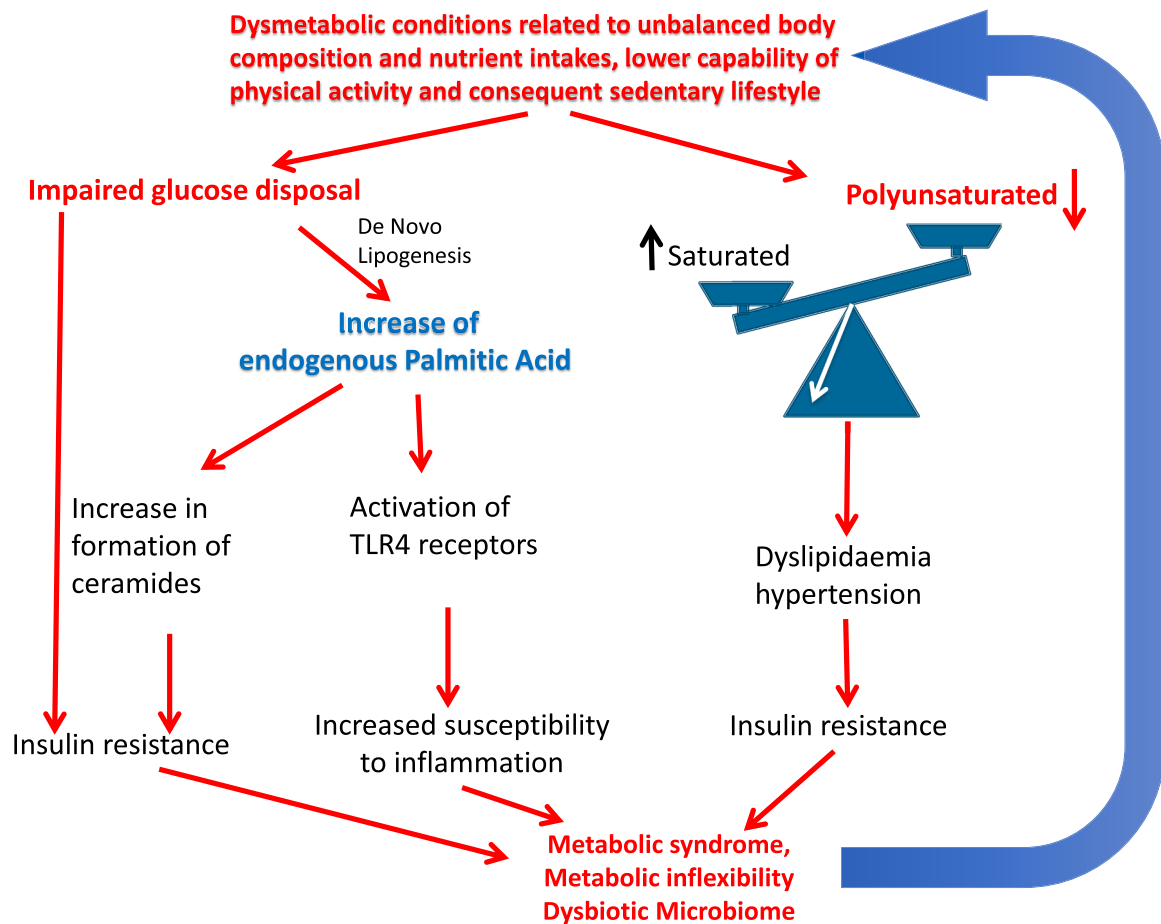 Dysmetabolic conditions related to unbalanced body
composition and nutrient intakes, lower capability of
physical activity and consequent sedentary lifestyle
Impaired glucose disposal
Polyunsaturated
De Novo
Lipogenesis
Saturated
Increase of
endogenous Palmitic Acid
Increase in
formation of
ceramides
Activation of
TLR4 receptors
Dyslipidaemia
hypertension
Insulin resistance
Increased susceptibility
to inflammation
Insulin resistance
Metabolic syndrome,
Metabolic inflexibility
Dysbiotic Microbiome